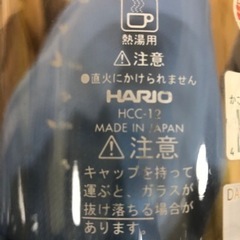 熱湯用
⚠注意
●直火にかけられません
HARIO
HCC-12
MADE IN JAPAN
⚠注意
キャップを持って
運ぶと、ガラスが
抜け落ちる場合が
あります。